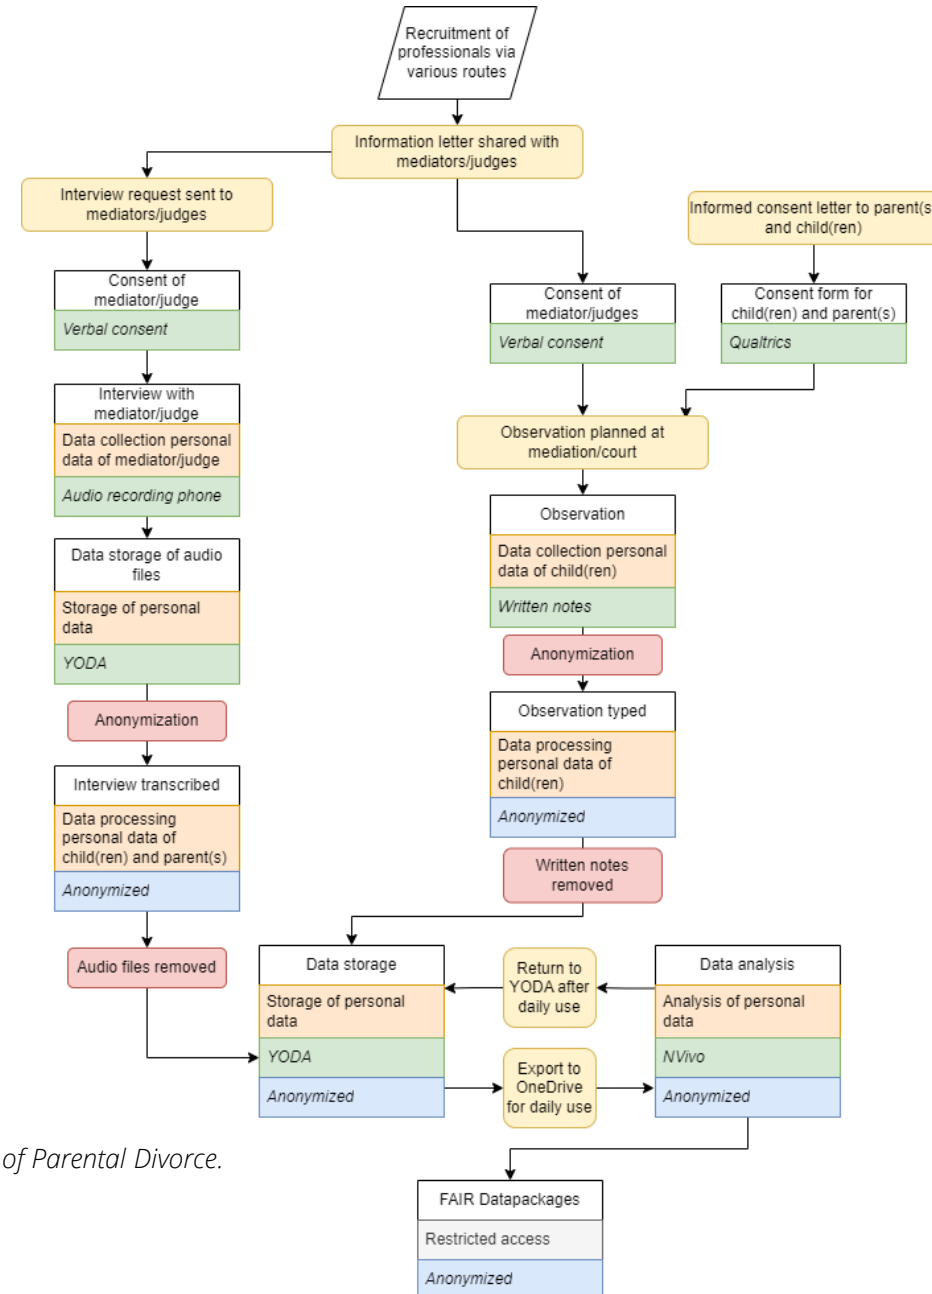 Recruitment of
professionals via
various routes
Information letter shared with
mediators/judges
Interview request sent to
mediators/judges
Informed consent letter to parent(s
and child(ren)
Consent of
mediator/judge
Verbal consent
Consent of
mediator/judges
Verbal consent
Consent form for
child(ren) and parent(s)
Qualtrics
Interview with
mediator/judge
Data collection personal
data of mediator/judge
Audio recording phone
Observation planned at
mediation/court
Data storage of audio
files
Storage of personal
data
YODA
Observation
Data collection personal
data of child(ren)
Written notes
Anonymization
Anonymization
Observation typed
Data processing
personal data of
child(ren)
Anonymized
Interview transcribed
Data processing
personal data of
child(ren) and parent(s)
Anonymized
Written notes
removed
Audio files removed
Data storage
Storage of personal
data
YODA
Anonymized
Return to
YODA after
daily use
Export to
OneDrive
for daily use
Data analysis
Analysis of personal
data
NVivo
Anonymized
of Parental Divorce.
FAIR Datapackages
Restricted access
Anonymized